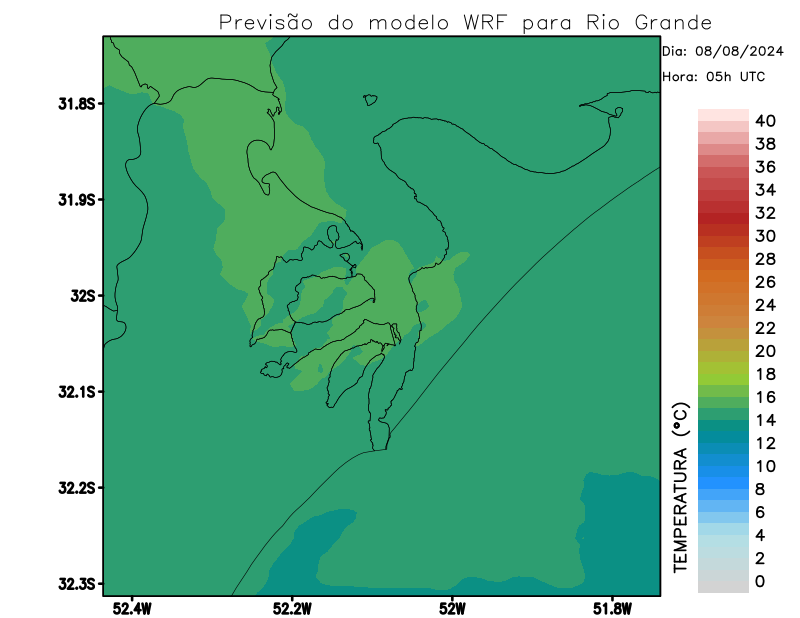 Previsão do modelo WRF para Rio Grande
Dia: 08/08/2024
Hora: 05h UTC
31.8S
31.9S
32S
32.1S
32.2S
32.3S
52.4W
52.2W
52W
51.8W
TEMPERATURA (°C)
40
38
36
34
32
30
28
26
24
22
20
18
16
14
12
10
8
6
4
2
0